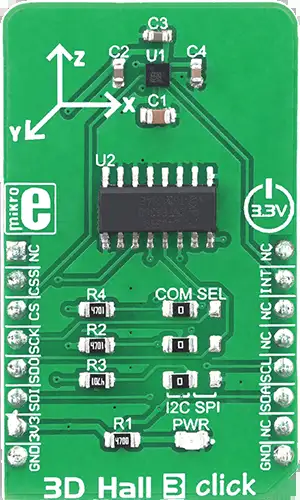 C3
C2
U1
C4
Z
X
Y
C1
U2
mikro
e
3.3V
NC
CS
SCK
SDO
SDI
3V3
GND
NC
INT
NC
NC
SCL
SDA
NC
GND
R4
4701
COM SEL
0
R2
4701
0
R3
4701
0
I2C SPI
R1
4700
PWR
3D Hall 3 click